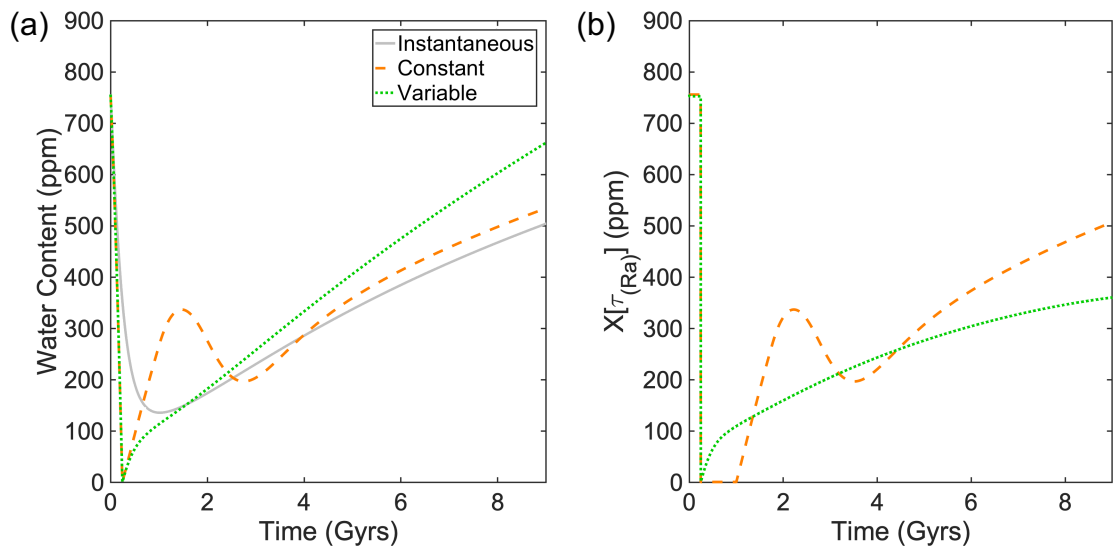 (a)
900
800
700
600
500
400
300
200
100
0
Water Content (ppm)
Instantaneous
Constant
Variable
0 2 4 6 8
Time (Gyrs)
(b)
900
800
700
600
500
400
300
200
100
0
X[τ(Ra)] (ppm)
0 2 4 6 8
Time (Gyrs)